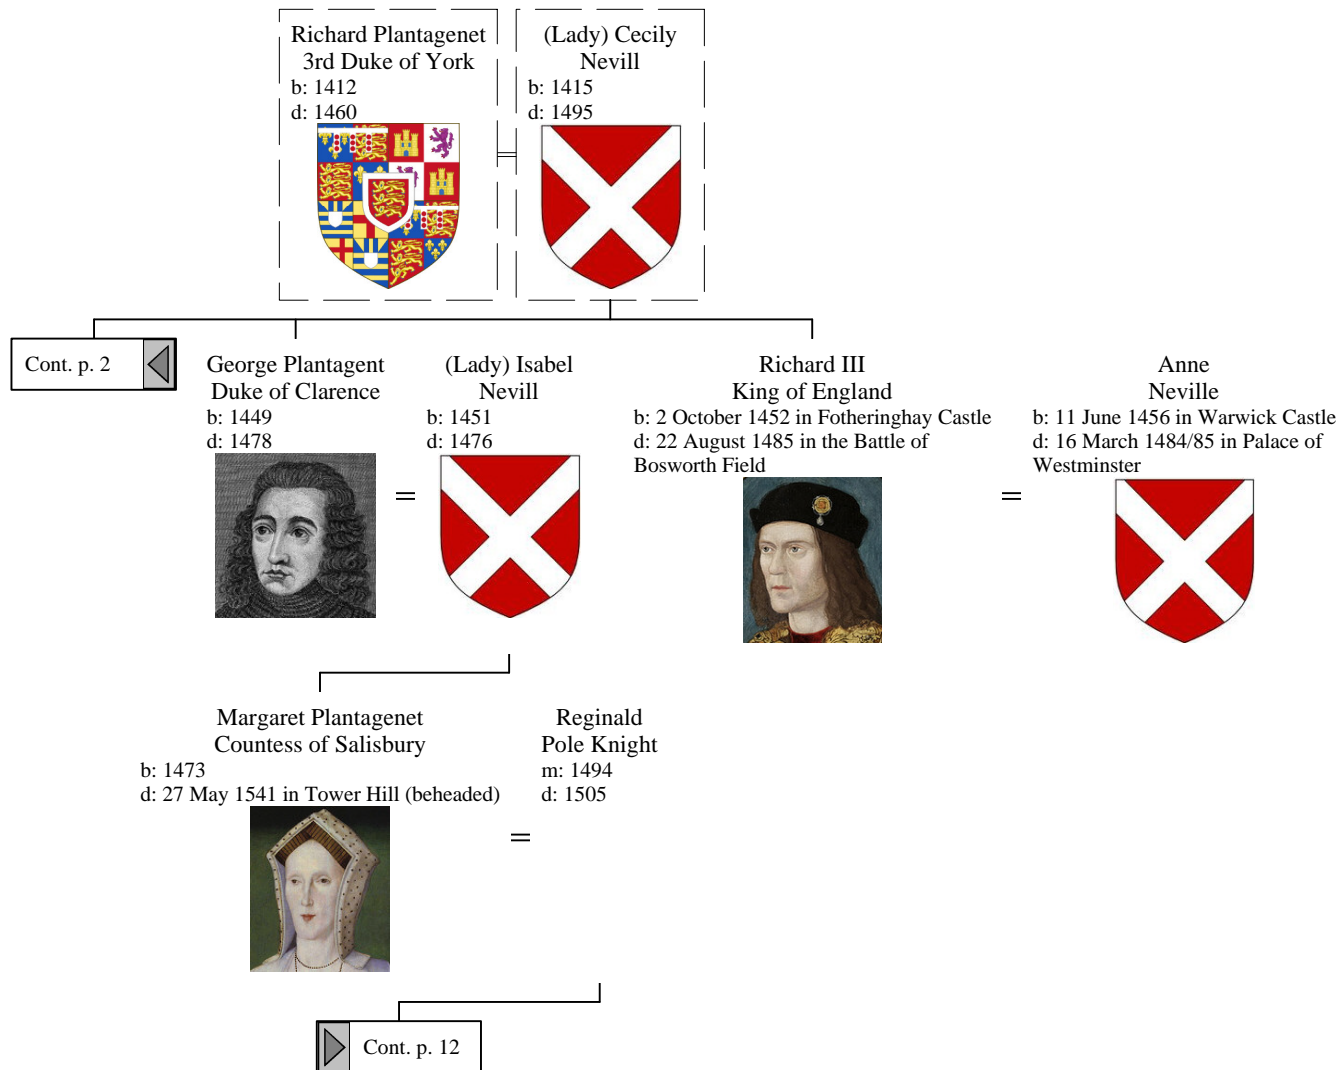 Richard Plantagenet
3rd Duke of York
b: 1412
d: 1460
(Lady) Cecily
Nevill
b: 1415
d: 1495
Cont. p. 2
George Plantagent
Duke of Clarence
b: 1449
d: 1478
(Lady) Isabel
Nevill
b: 1451
d: 1476
Richard III
King of England
b: 2 October 1452 in Fotheringhay Castle
d: 22 August 1485 in the Battle of
Bosworth Field
Anne
Neville
b: 11 June 1456 in Warwick Castle
d: 16 March 1484/85 in Palace of
Westminster
Margaret Plantagenet
Countess of Salisbury
b: 1473
d: 27 May 1541 in Tower Hill (beheaded)
Reginald
Pole Knight
m: 1494
d: 1505
Cont. p. 12